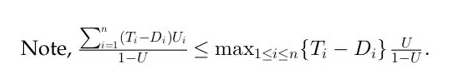 Note, $\frac{\sum_{i=1}^{n}(T_i-D_i)U_i}{1-U} \leq \max_{1\leq i\leq n}\{T_i-D_i\}\frac{U}{1-U}.$